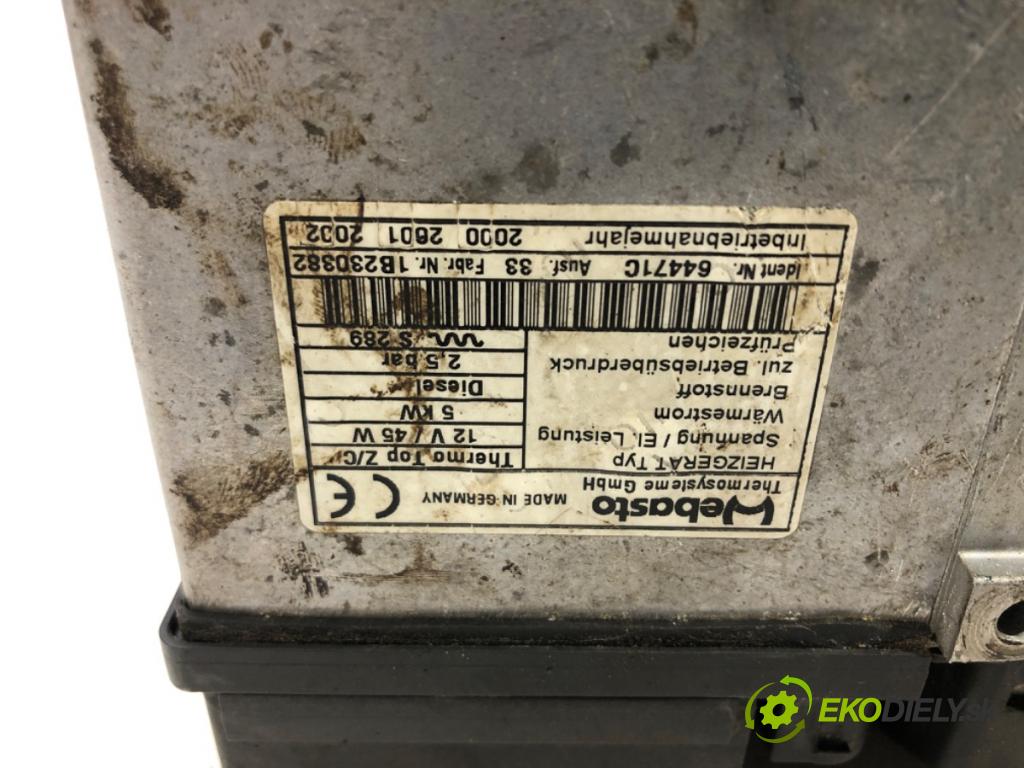 Webasto
Thermosysteme GmbH MADE IN GERMANY CE
HEIZGERÄT Typ Thermo Top Z/C
Spannung / El. Leistung 12 V / 45 W
Wärmestrom 5 KW
Brennstoff Diesel
zul. Betriebsüberdruck 2,5 bar
Prüfzeichen S 289
Ident Nr. 64471C Ausf. 33 Fabr. Nr. 1B230382
Inbetriebnahmejahr 2000 2001 2002
EKODIELY.SK